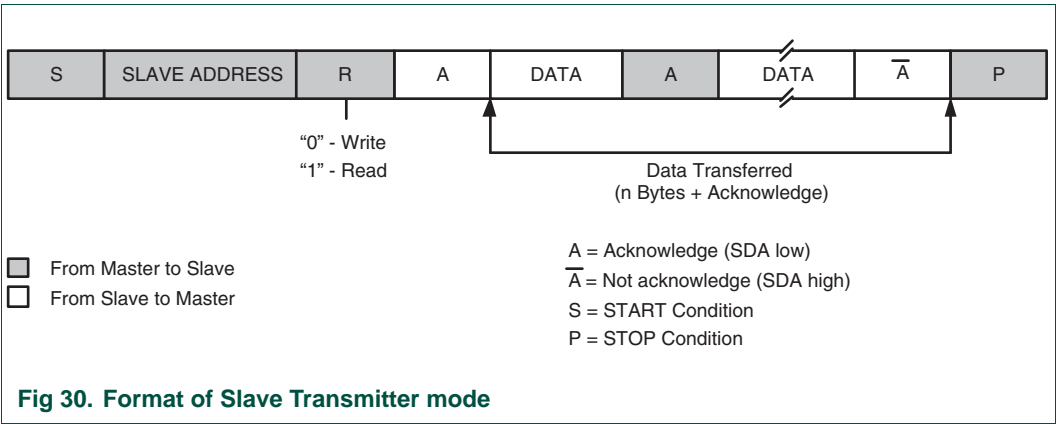 S SLAVE ADDRESS R A DATA A DATA A̅ P
“0” - Write
“1” - Read
Data Transferred
(n Bytes + Acknowledge)
From Master to Slave
From Slave to Master
A = Acknowledge (SDA low)
A̅ = Not acknowledge (SDA high)
S = START Condition
P = STOP Condition
Fig 30. Format of Slave Transmitter mode